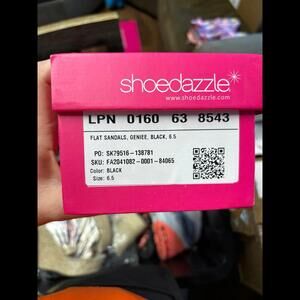 shoedazzle
www.shoedazzle.com
LPN 0160 63 8543
FLAT SANDALS, GENIEE, BLACK, 6.5
PO: SK79516-138781
SKU: FA2041082-0001-84065
Color: BLACK
Size: 6.5